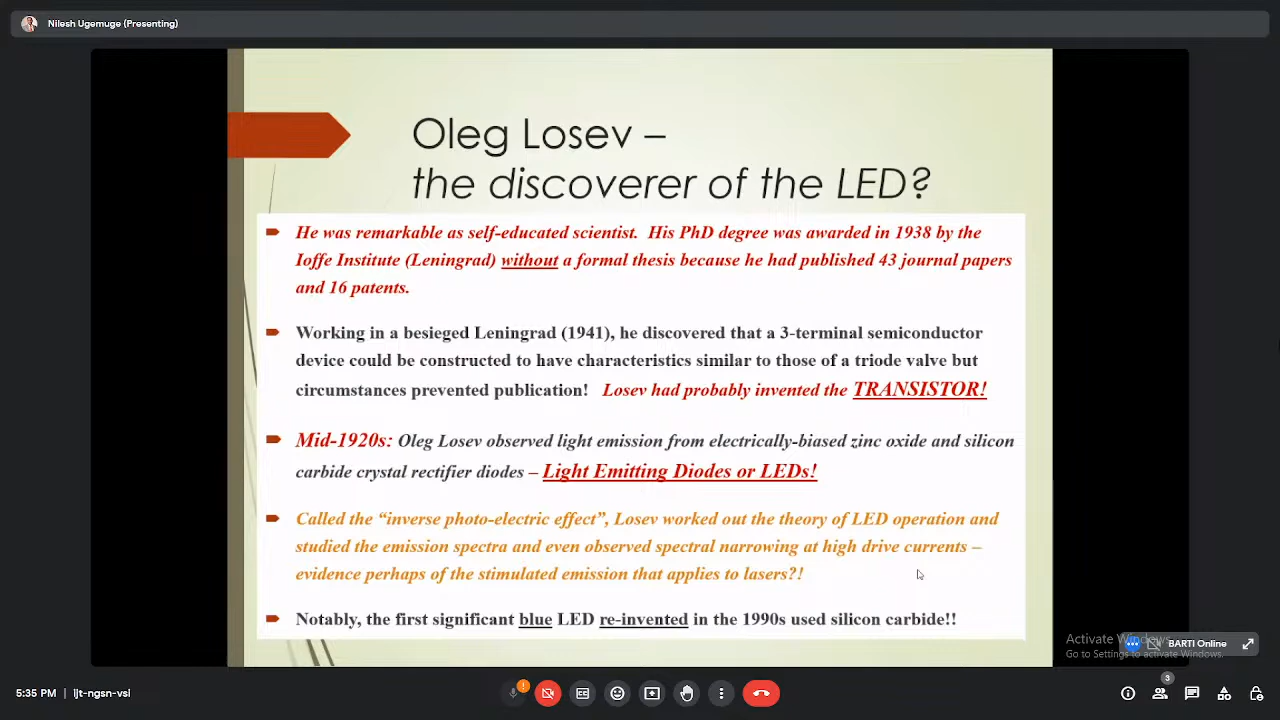 Nilesh Ugemuge (Presenting)
Oleg Losev –
the discoverer of the LED?
He was remarkable as self-educated scientist. His PhD degree was awarded in 1938 by the
Ioffe Institute (Leningrad) without a formal thesis because he had published 43 journal papers
and 16 patents.
Working in a besieged Leningrad (1941), he discovered that a 3-terminal semiconductor
device could be constructed to have characteristics similar to those of a triode valve but
circumstances prevented publication! Losev had probably invented the TRANSISTOR!
Mid-1920s: Oleg Losev observed light emission from electrically-biased zinc oxide and silicon
carbide crystal rectifier diodes – Light Emitting Diodes or LEDs!
Called the “inverse photo-electric effect”, Losev worked out the theory of LED operation and
studied the emission spectra and even observed spectral narrowing at high drive currents –
evidence perhaps of the stimulated emission that applies to lasers?!
Notably, the first significant blue LED re-invented in the 1990s used silicon carbide!!
Activate Windows
Go to Settings to activate Windows.
BARTI Online
5:35 PM
3